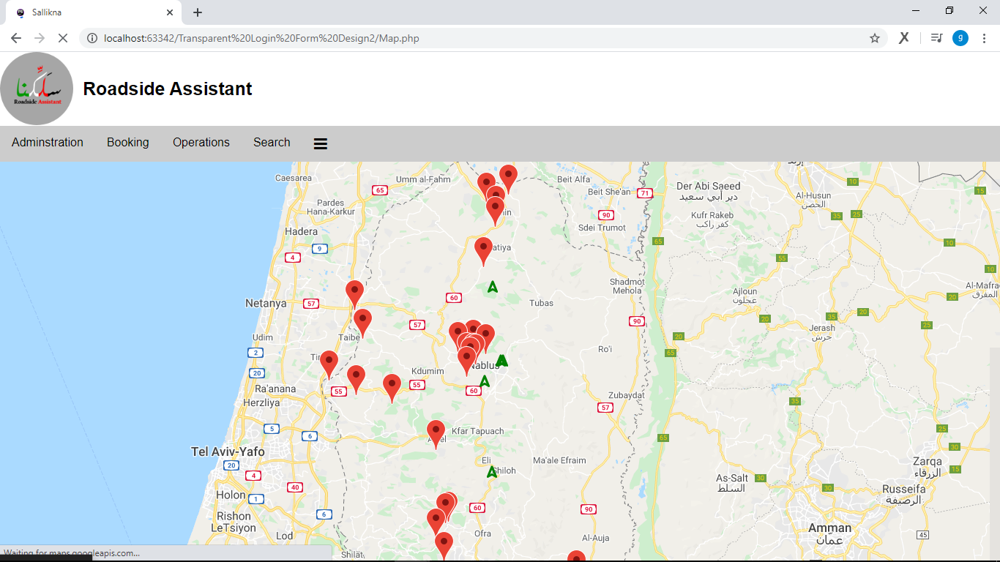 Sallikna
localhost:63342/Transparent%20Login%20Form%20Design2/Map.php
g
سلكنا
Roadside Assistant
Roadside Assistant
Adminstration Booking Operations Search
Caesarea
Umm al-Fahm
Beit Alfa
Beit She'an
Der Abi Saeed
دير أبي سعيد
Al-Husun
الحصن
65
71
10
15
Pardes
Hana-Karkur
90
Sdei Trumot
Kufr Rakeb
كفر راكب
35
25
Hadera
9
4
65
10
55
10
Shadmot
Mehola
Ajloun
عجلون
Al-Mafraq
المفرق
Netanya
57
60
Tubas
20
57
90
20
35
20
25
Jerash
جرش
Udim
Taibe
20
2
Ro'i
65
20
Kdumim
Nablus
Ra'anana
55
55
60
Zubaydat
35
Herzliya
57
5
6
Kfar Tapuach
65
25
30
Tel Aviv-Yafo
20
Eli
Shiloh
Ma'ale Efraim
Zarqa
الزرقاء
15
4
40
As-Salt
السلط
30
30
Russeifa
الرصيفة
Holon
1
60
90
Rishon
LeTsiyon
6
Amman
عمان
Lod
Ofra
Al-Auja
45
Shilat
Waiting for maps.googleapis.com...